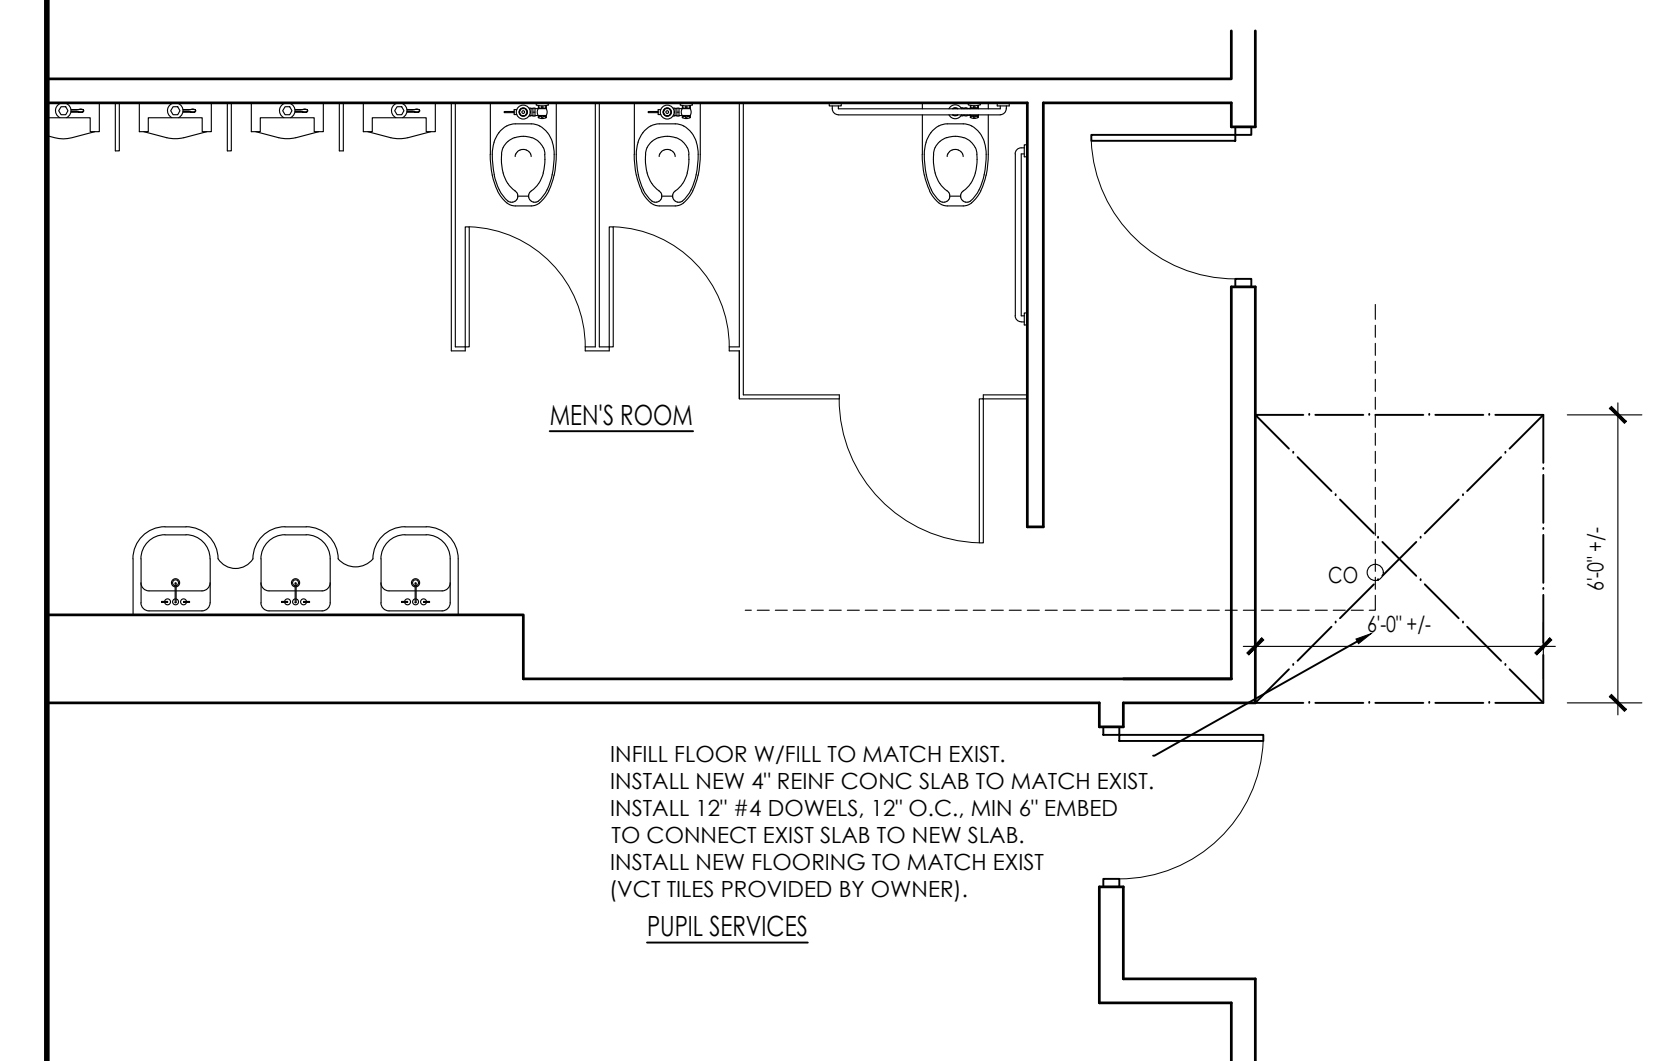 MEN'S ROOM
CO
6'-0" +/-
6'-0" +/-
INFILL FLOOR W/FILL TO MATCH EXIST.
INSTALL NEW 4" REINF CONC SLAB TO MATCH EXIST.
INSTALL 12" #4 DOWELS, 12" O.C., MIN 6" EMBED
TO CONNECT EXIST SLAB TO NEW SLAB.
INSTALL NEW FLOORING TO MATCH EXIST
(VCT TILES PROVIDED BY OWNER).
PUPIL SERVICES